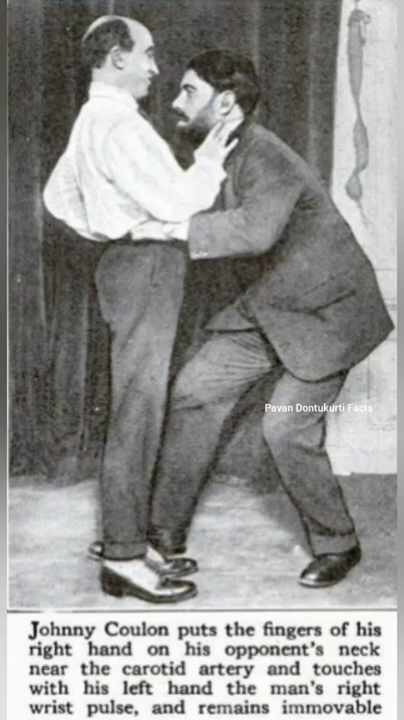 Pavan Dontukurti Facts
Johnny Coulon puts the fingers of his
right hand on his opponent's neck
near the carotid artery and touches
with his left hand the man's right
wrist pulse, and remains immovable